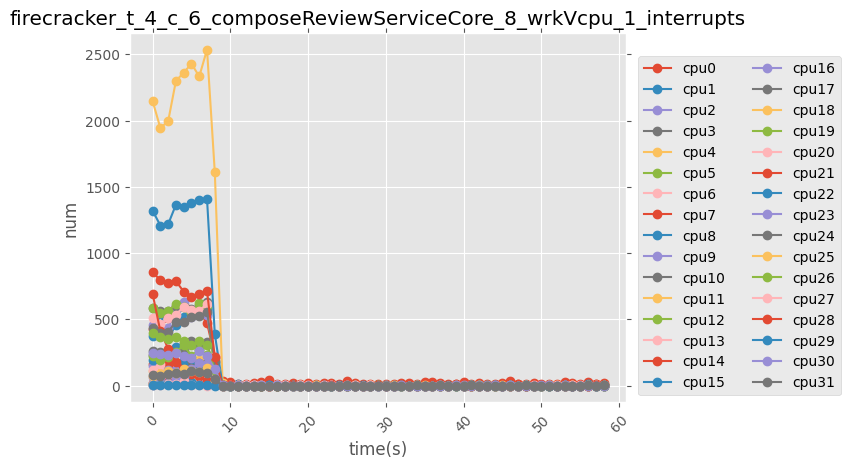 firecracker_t_4_c_6_composeReviewServiceCore_8_wrkVcpu_1_interrupts
num
2500
2000
1500
1000
500
0
0
10
20
30
40
50
60
time(s)
cpu0
cpu1
cpu2
cpu3
cpu4
cpu5
cpu6
cpu7
cpu8
cpu9
cpu10
cpu11
cpu12
cpu13
cpu14
cpu15
cpu16
cpu17
cpu18
cpu19
cpu20
cpu21
cpu22
cpu23
cpu24
cpu25
cpu26
cpu27
cpu28
cpu29
cpu30
cpu31